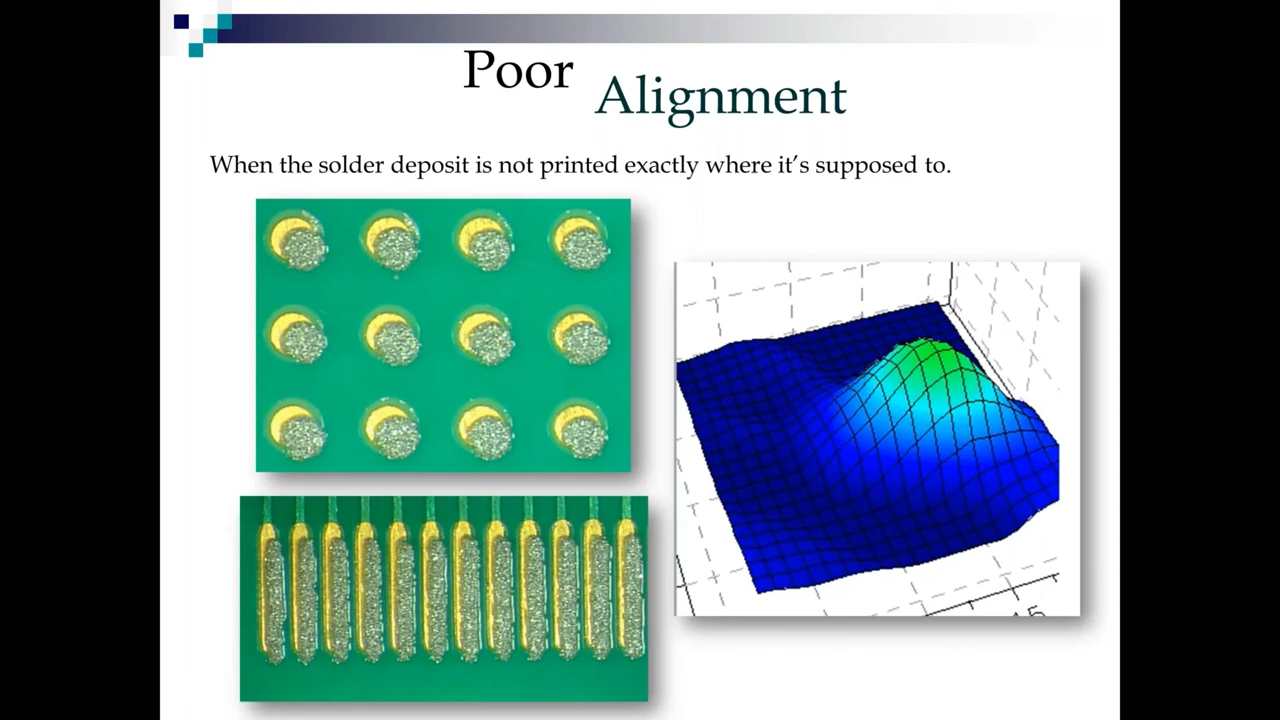 Poor Alignment
When the solder deposit is not printed exactly where it's supposed to.